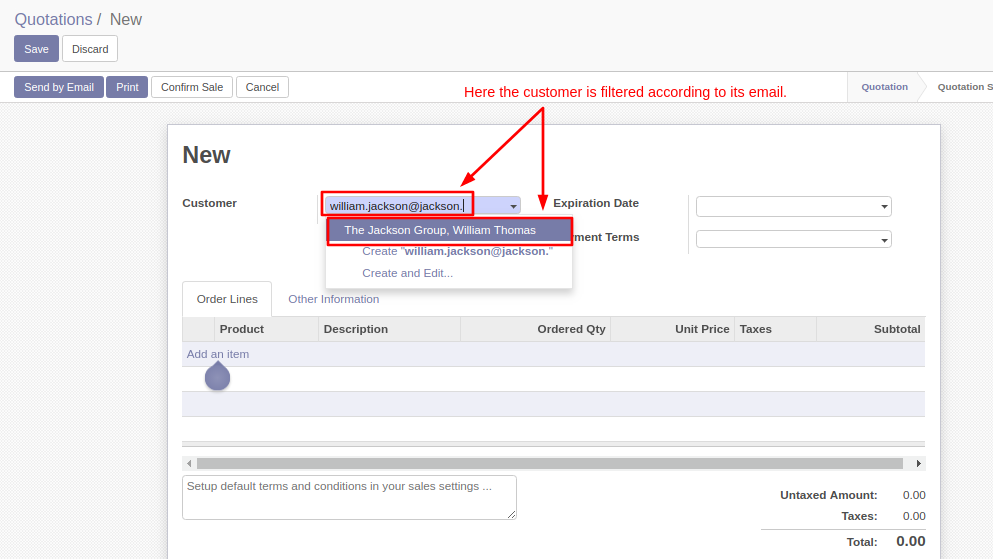 Quotations / New
Save Discard
Send by Email Print Confirm Sale Cancel
Here the customer is filtered according to its email.
Quotation Quotation S
New
Customer william.jackson@jackson. Expiration Date
The Jackson Group, William Thomas
ment Terms
Create "william.jackson@jackson."
Create and Edit...
Order Lines Other Information
Product Description Ordered Qty Unit Price Taxes Subtotal
Add an item
Setup default terms and conditions in your sales settings ...
Untaxed Amount: 0.00
Taxes: 0.00
Total: 0.00